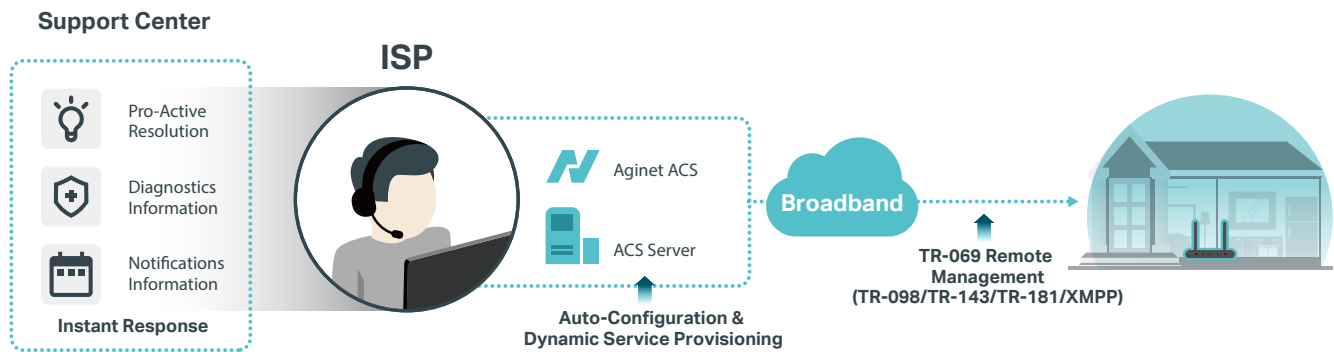 Support Center
Pro-Active
Resolution
Diagnostics
Information
Notifications
Information
Instant Response
ISP
Aginet ACS
ACS Server
Auto-Configuration &
Dynamic Service Provisioning
Broadband
TR-069 Remote
Management
(TR-098/TR-143/TR-181/XMPP)